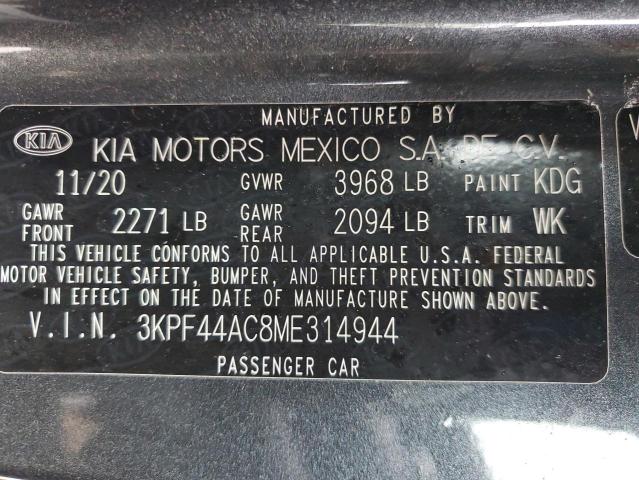 MANUFACTURED BY
KIA KIA MOTORS MEXICO S.A. DE C.V.
11/20 GVWR 3968 LB PAINT KDG
GAWR FRONT 2271 LB GAWR REAR 2094 LB TRIM WK
THIS VEHICLE CONFORMS TO ALL APPLICABLE U.S.A. FEDERAL
MOTOR VEHICLE SAFETY, BUMPER, AND THEFT PREVENTION STANDARDS
IN EFFECT ON THE DATE OF MANUFACTURE SHOWN ABOVE.
V.I.N. 3KPF44AC8ME314944
PASSENGER CAR